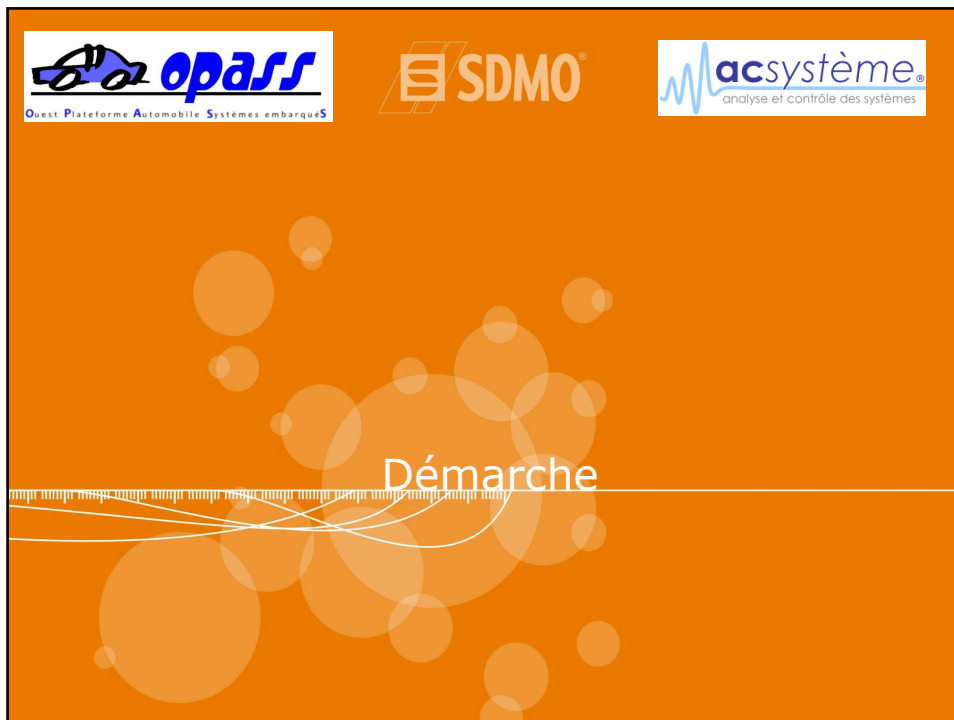 opass
Ouest Plateforme Automobile Systèmes embarquéS
SDMO®
acsystème®
analyse et contrôle des systèmes
Démarche